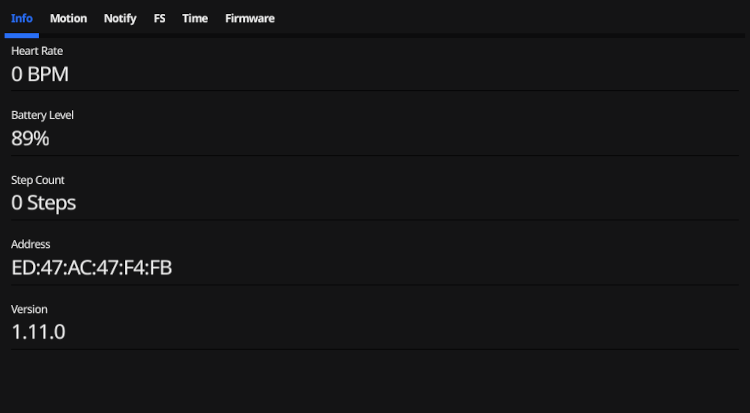 Info Motion Notify FS Time Firmware
Heart Rate
0 BPM
Battery Level
89%
Step Count
0 Steps
Address
ED:47:AC:47:F4:FB
Version
1.11.0